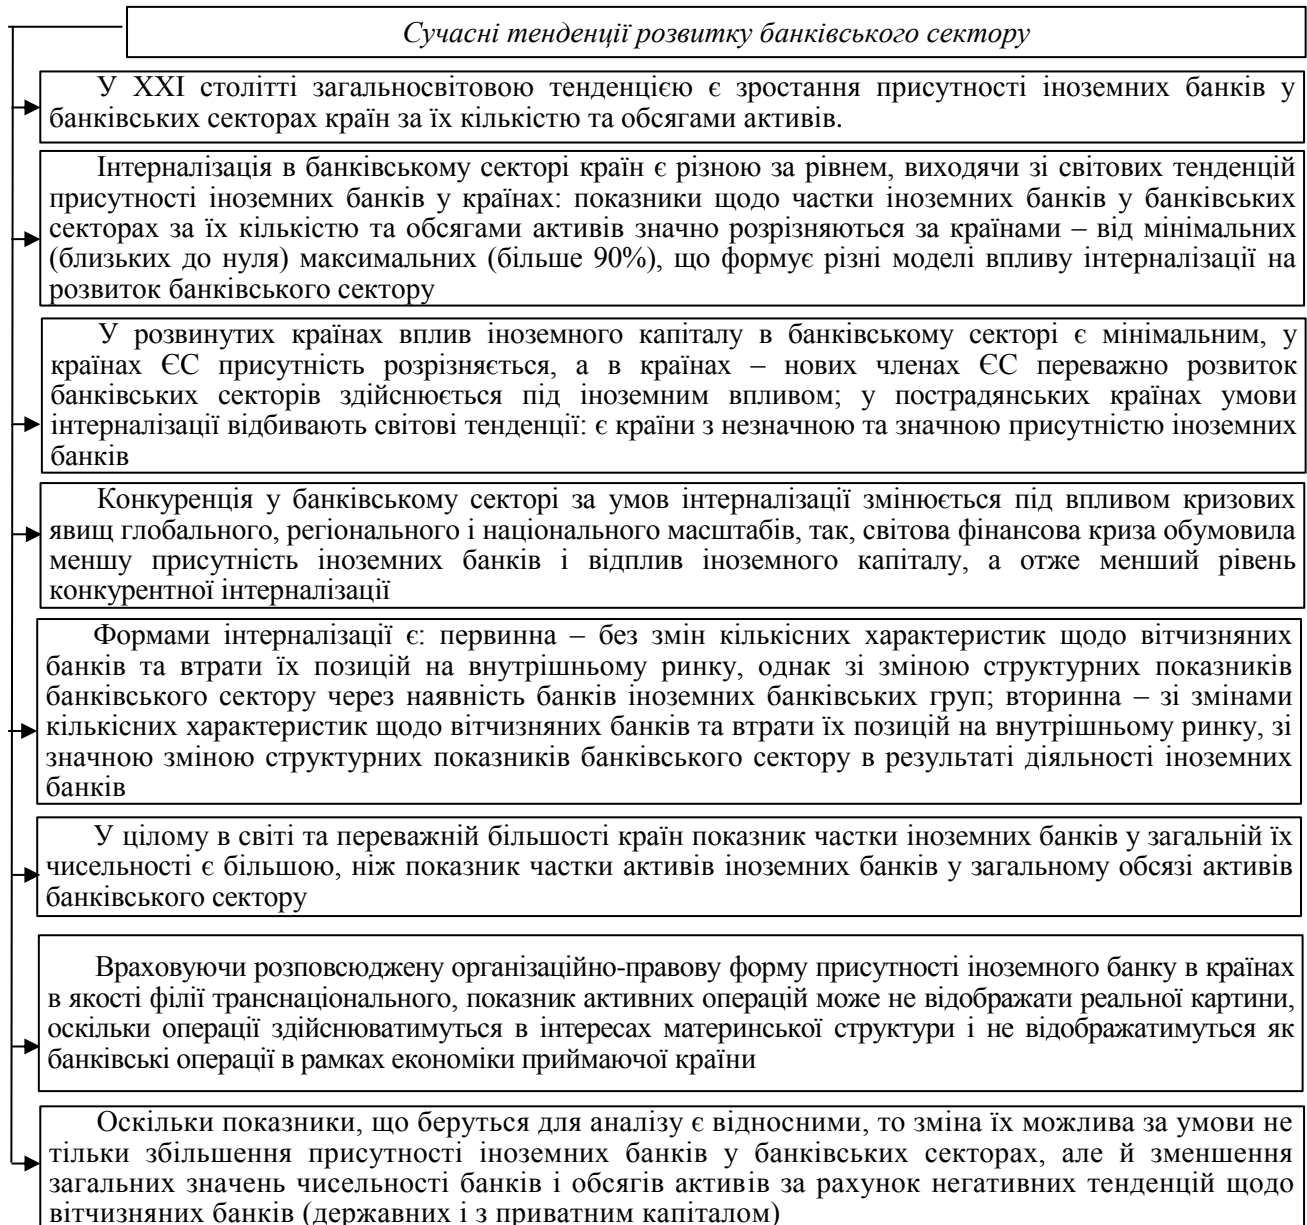 Сучасні тенденції розвитку банківського сектору
У ХХІ столітті загальносвітовою тенденцією є зростання присутності іноземних банків у
банківських секторах країн за їх кількістю та обсягами активів.
Інтерналізація в банківському секторі країн є різною за рівнем, виходячи зі світових тенденцій
присутності іноземних банків у країнах: показники щодо частки іноземних банків у банківських
секторах за їх кількістю та обсягами активів значно розрізняються за країнами – від мінімальних
(близьких до нуля) максимальних (більше 90%), що формує різні моделі впливу інтерналізації на
розвиток банківського сектору
У розвинутих країнах вплив іноземного капіталу в банківському секторі є мінімальним, у
країнах ЄС присутність розрізняється, а в країнах – нових членах ЄС переважно розвиток
банківських секторів здійснюється під іноземним впливом; у пострадянських країнах умови
інтерналізації відбивають світові тенденції: є країни з незначною та значною присутністю іноземних
банків
Конкуренція у банківському секторі за умов інтерналізації змінюється під впливом кризових
явищ глобального, регіонального і національного масштабів, так, світова фінансова криза обумовила
меншу присутність іноземних банків і відплив іноземного капіталу, а отже менший рівень
конкурентної інтерналізації
Формами інтерналізації є: первинна – без змін кількісних характеристик щодо вітчизняних
банків та втрати їх позицій на внутрішньому ринку, однак зі зміною структурних показників
банківського сектору через наявність банків іноземних банківських груп; вторинна – зі змінами
кількісних характеристик щодо вітчизняних банків та втрати їх позицій на внутрішньому ринку, зі
значною зміною структурних показників банківського сектору в результаті діяльності іноземних
банків
У цілому в світі та переважній більшості країн показник частки іноземних банків у загальній їх
чисельності є більшою, ніж показник частки активів іноземних банків у загальному обсязі активів
банківського сектору
Враховуючи розповсюджену організаційно-правову форму присутності іноземного банку в країнах
в якості філії транснаціонального, показник активних операцій може не відображати реальної картини,
оскільки операції здійснюватимуться в інтересах материнської структури і не відображатимуться як
банківські операції в рамках економіки приймаючої країни
Оскільки показники, що беруться для аналізу є відносними, то зміна їх можлива за умови не
тільки збільшення присутності іноземних банків у банківських секторах, але й зменшення
загальних значень чисельності банків і обсягів активів за рахунок негативних тенденцій щодо
вітчизняних банків (державних і з приватним капіталом)